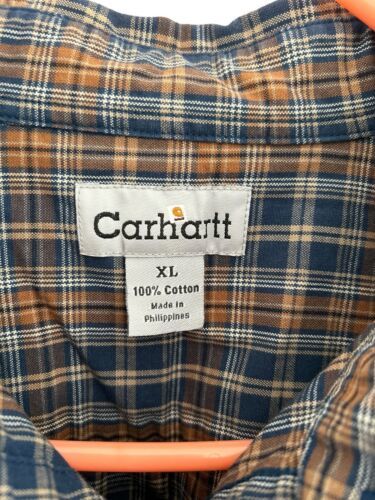 Carhartt
XL
100% Cotton
Made in
Philippines